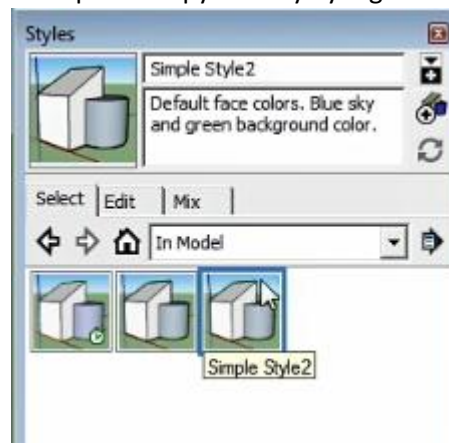 Styles
Simple Style2
Default face colors. Blue sky
and green background color.
Select Edit Mix
In Model
Simple Style2